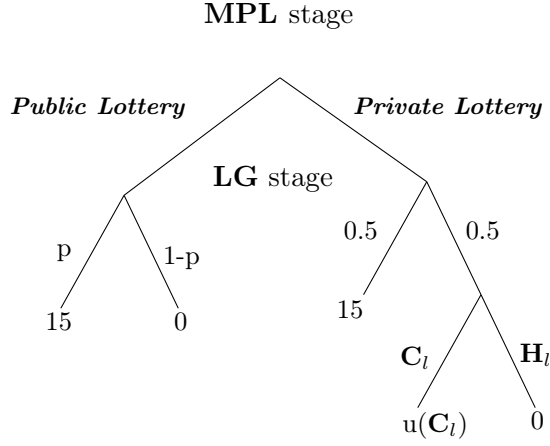 MPL stage
Public Lottery
Private Lottery
LG stage
p
1-p
0.5
0.5
15
0
15
C_l
H_l
u(C_l)
0